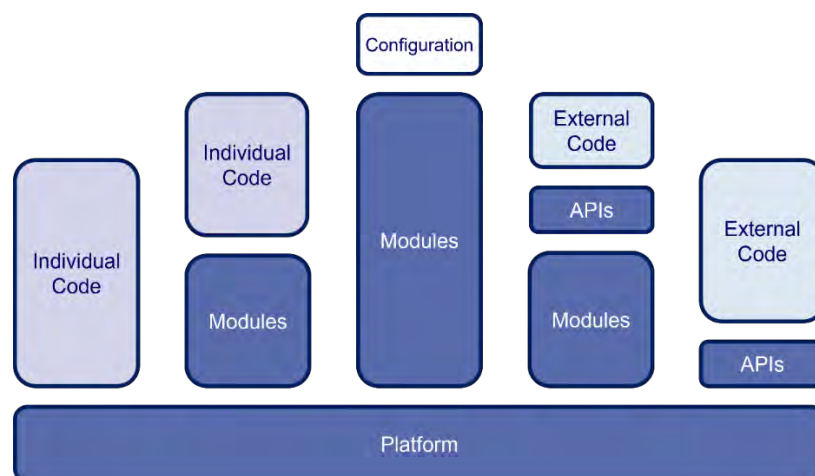 Configuration
Individual
Code
External
Code
APIs
Individual
Code
Modules
External
Code
Modules
Modules
APIs
Platform